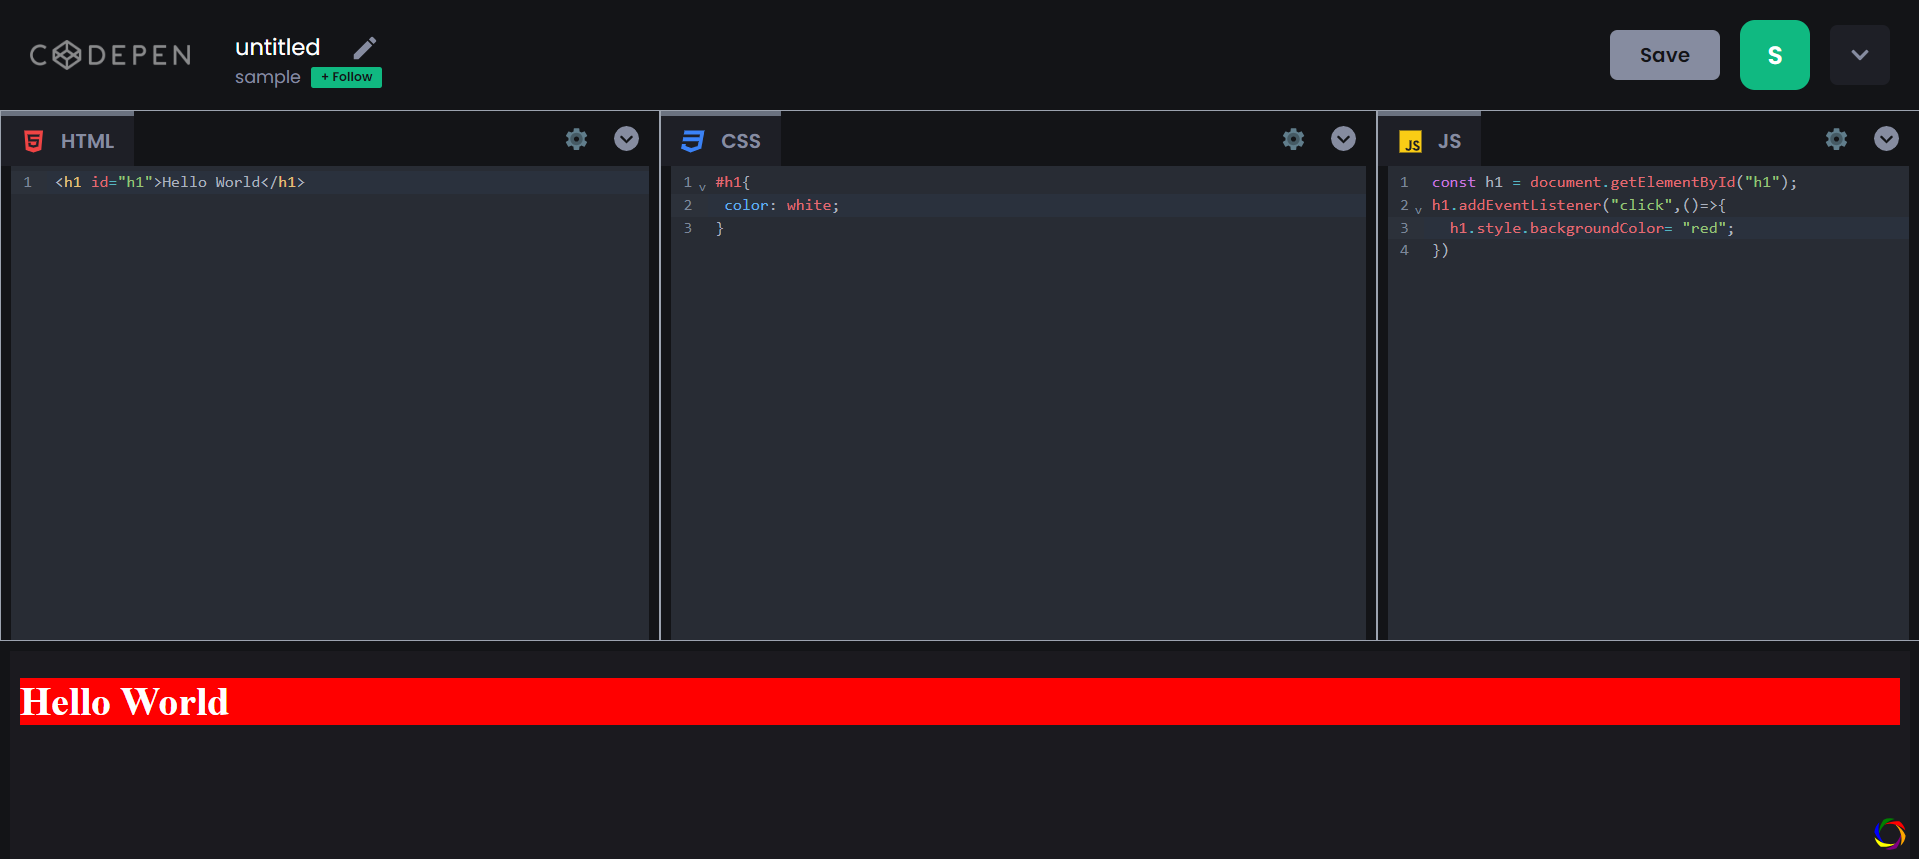 CODEPEN
untitled
sample + Follow
Save
S
HTML
1 <h1 id="h1">Hello World</h1>
CSS
1 v #h1{
2 color: white;
3 }
JS
JS
1 const h1 = document.getElementById("h1");
2 v h1.addEventListener("click",()=>{
3 h1.style.backgroundColor= "red";
4 })
Hello World